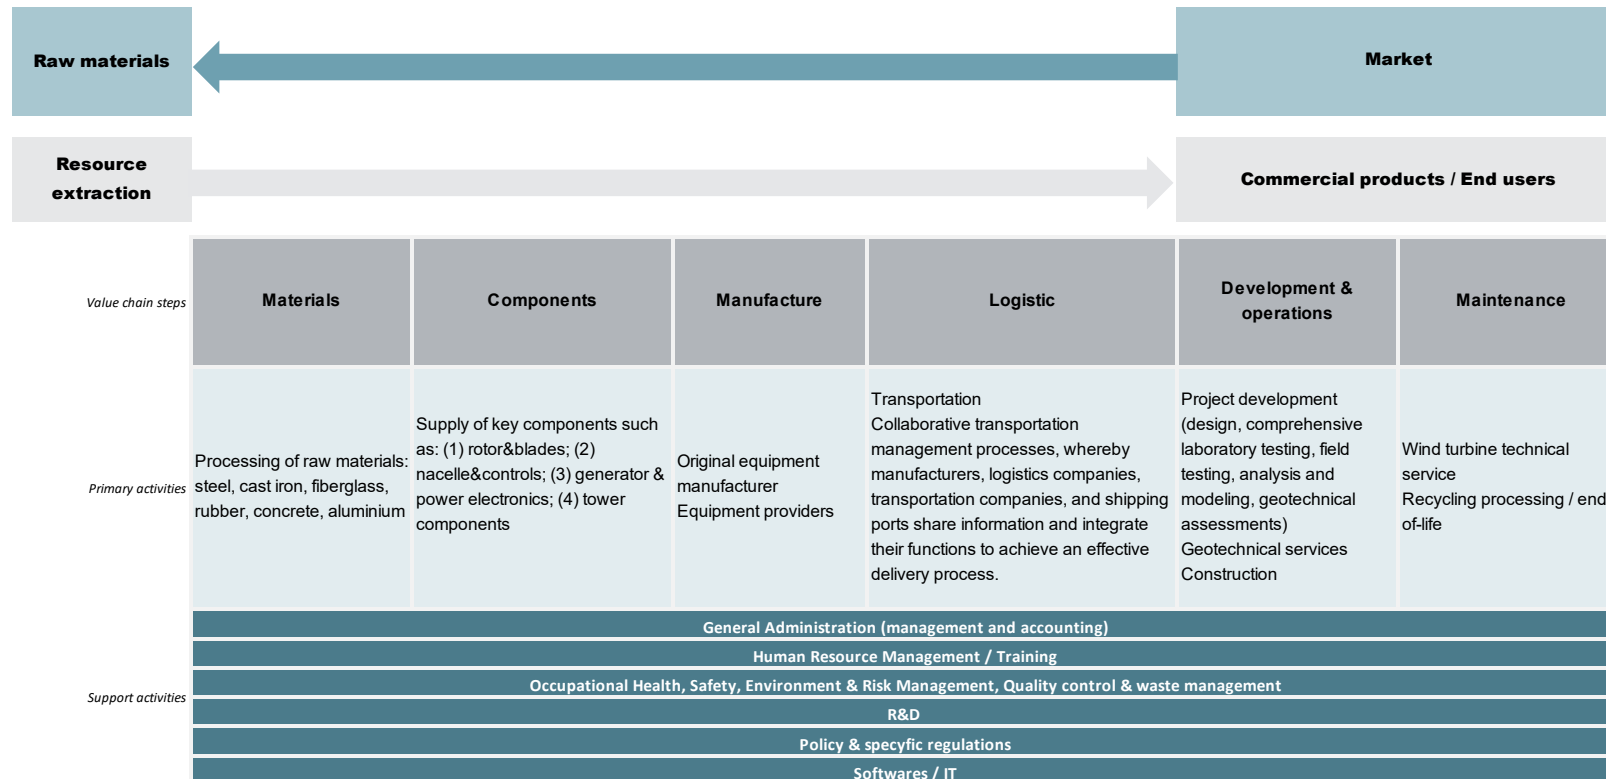 Raw materials
Market
Resource
extraction
Commercial products / End users
Value chain steps
Materials
Components
Manufacture
Logistic
Development &
operations
Maintenance
Primary activities
Processing of raw materials:
steel, cast iron, fiberglass,
rubber, concrete, aluminium
Supply of key components such
as: (1) rotor&blades; (2)
nacelle&controls; (3) generator &
power electronics; (4) tower
components
Original equipment
manufacturer
Equipment providers
Transportation
Collaborative transportation
management processes, whereby
manufacturers, logistics companies,
transportation companies, and shipping
ports share information and integrate
their functions to achieve an effective
delivery process.
Project development
(design, comprehensive
laboratory testing, field
testing, analysis and
modeling, geotechnical
assessments)
Geotechnical services
Construction
Wind turbine technical
service
Recycling processing / end
of-life
Support activities
General Administration (management and accounting)
Human Resource Management / Training
Occupational Health, Safety, Environment & Risk Management, Quality control & waste management
R&D
Policy & specyfic regulations
Softwares / IT